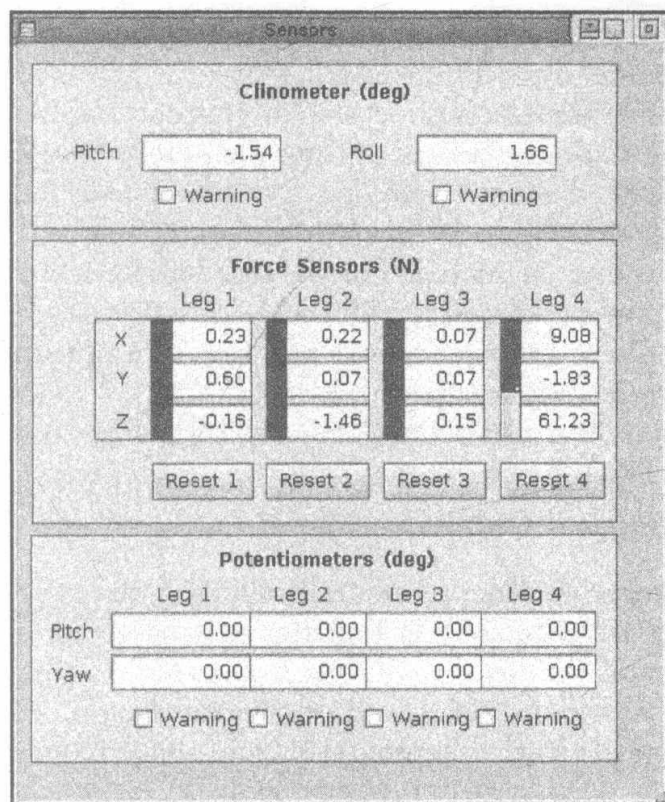 Sensors
Clinometer (deg)
Pitch -1.54 Roll 1.66
Warning Warning
Force Sensors (N)
Leg 1 Leg 2 Leg 3 Leg 4
X 0.23 0.22 0.07 9.08
Y 0.60 0.07 0.07 -1.83
Z -0.16 -1.46 0.15 61.23
Reset 1 Reset 2 Reset 3 Reset 4
Potentiometers (deg)
Leg 1 Leg 2 Leg 3 Leg 4
Pitch 0.00 0.00 0.00 0.00
Yaw 0.00 0.00 0.00 0.00
Warning Warning Warning Warning